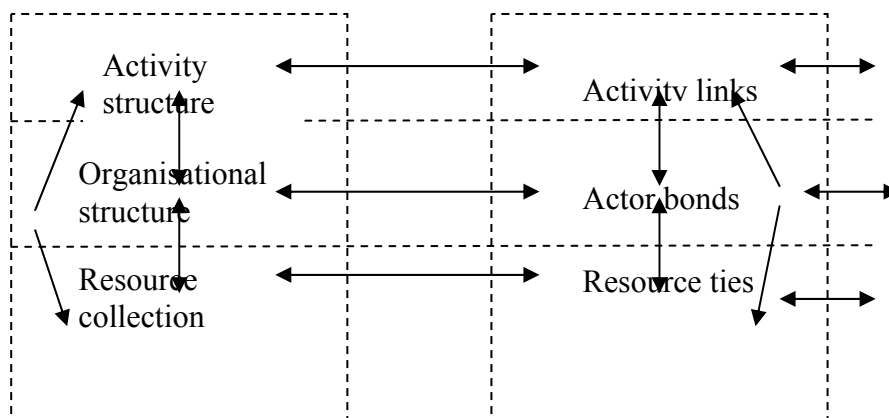 Activity
structure
Activity links
Organisational
structure
Actor bonds
Resource
collection
Resource ties